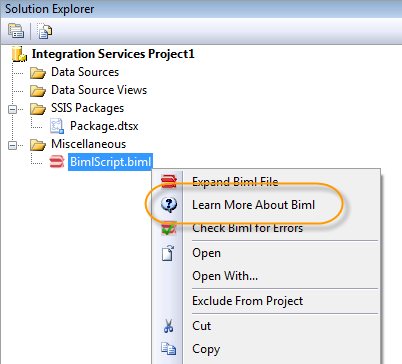 Solution Explorer
Integration Services Project1
Data Sources
Data Source Views
SSIS Packages
Package.dtsx
Miscellaneous
BimlScript.biml
Expand Biml File
Learn More About Biml
Check Biml for Errors
Open
Open With...
Exclude From Project
Cut
Copy